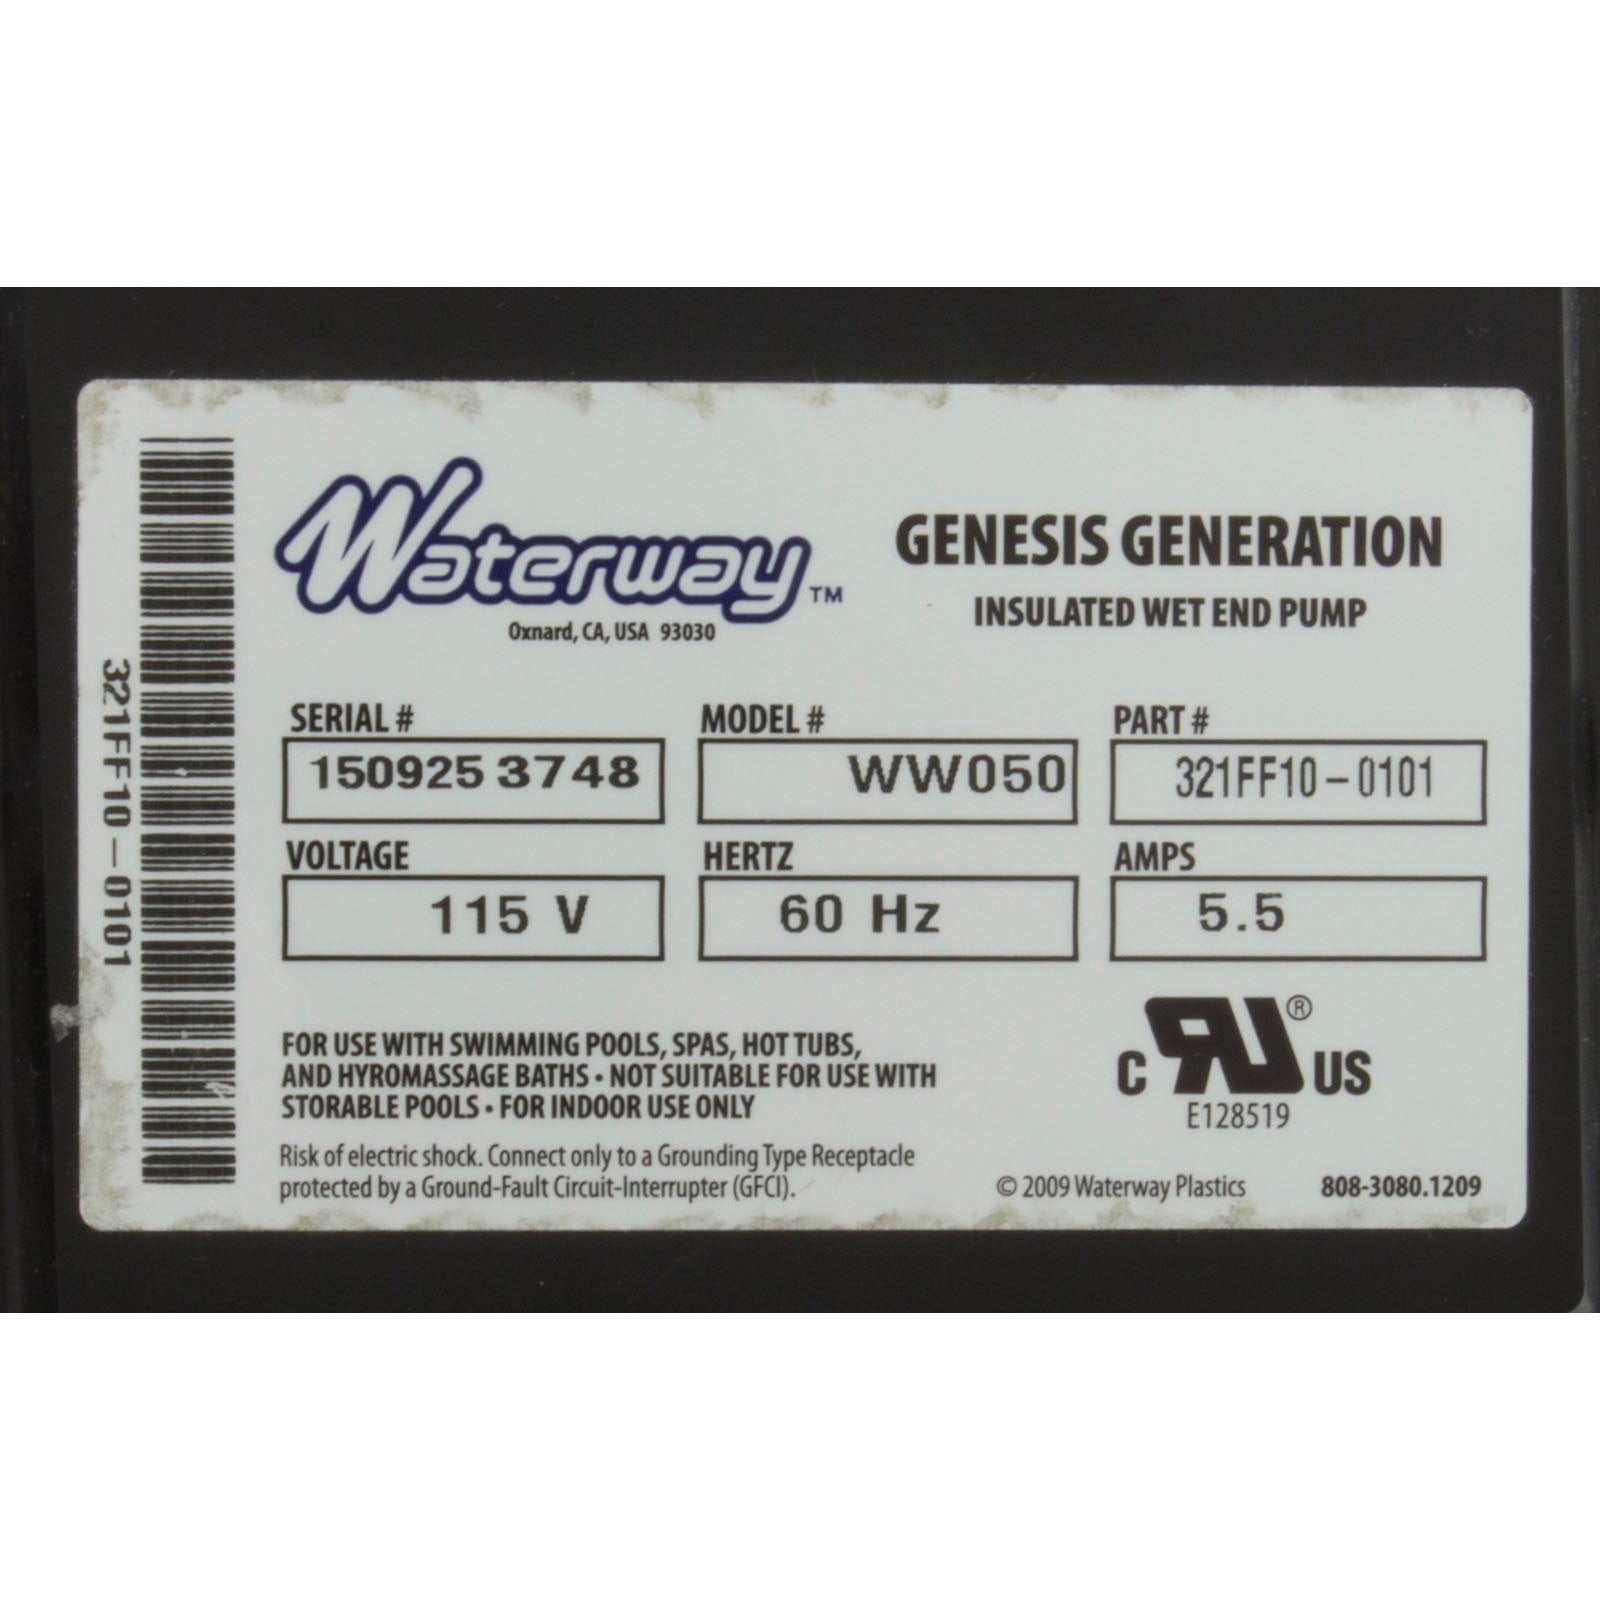 Waterway™
Oxnard, CA, USA 93030
GENESIS GENERATION
INSULATED WET END PUMP
321FF10-0101
SERIAL #
150925 3748
MODEL #
WW050
PART #
321FF10-0101
VOLTAGE
115 V
HERTZ
60 Hz
AMPS
5.5
FOR USE WITH SWIMMING POOLS, SPAS, HOT TUBS,
AND HYROMASSAGE BATHS • NOT SUITABLE FOR USE WITH
STORABLE POOLS • FOR INDOOR USE ONLY
Risk of electric shock. Connect only to a Grounding Type Receptacle
protected by a Ground-Fault Circuit-Interrupter (GFCI).
C RU® US
E128519
© 2009 Waterway Plastics
808-3080.1209